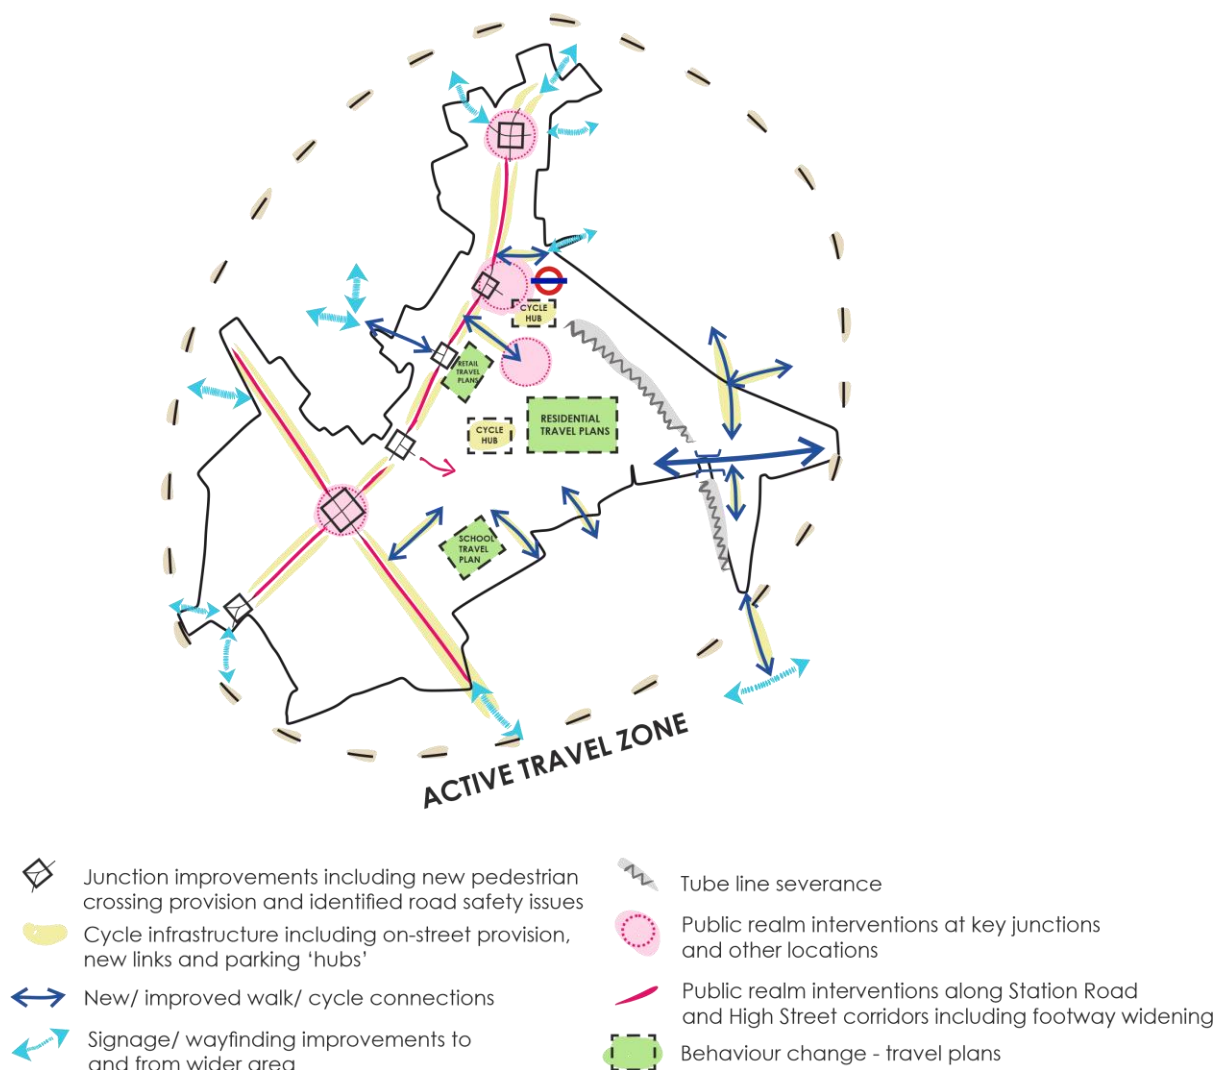 CYCLE
HUB
RETAIL
TRAVEL
PLANS
CYCLE
HUB
RESIDENTIAL
TRAVEL PLANS
SCHOOL
TRAVEL
PLAN
ACTIVE TRAVEL ZONE
Junction improvements including new pedestrian
crossing provision and identified road safety issues
Cycle infrastructure including on-street provision,
new links and parking ‘hubs’
New/ improved walk/ cycle connections
Signage/ wayfinding improvements to
and from wider area
Tube line severance
Public realm interventions at key junctions
and other locations
Public realm interventions along Station Road
and High Street corridors including footway widening
Behaviour change - travel plans